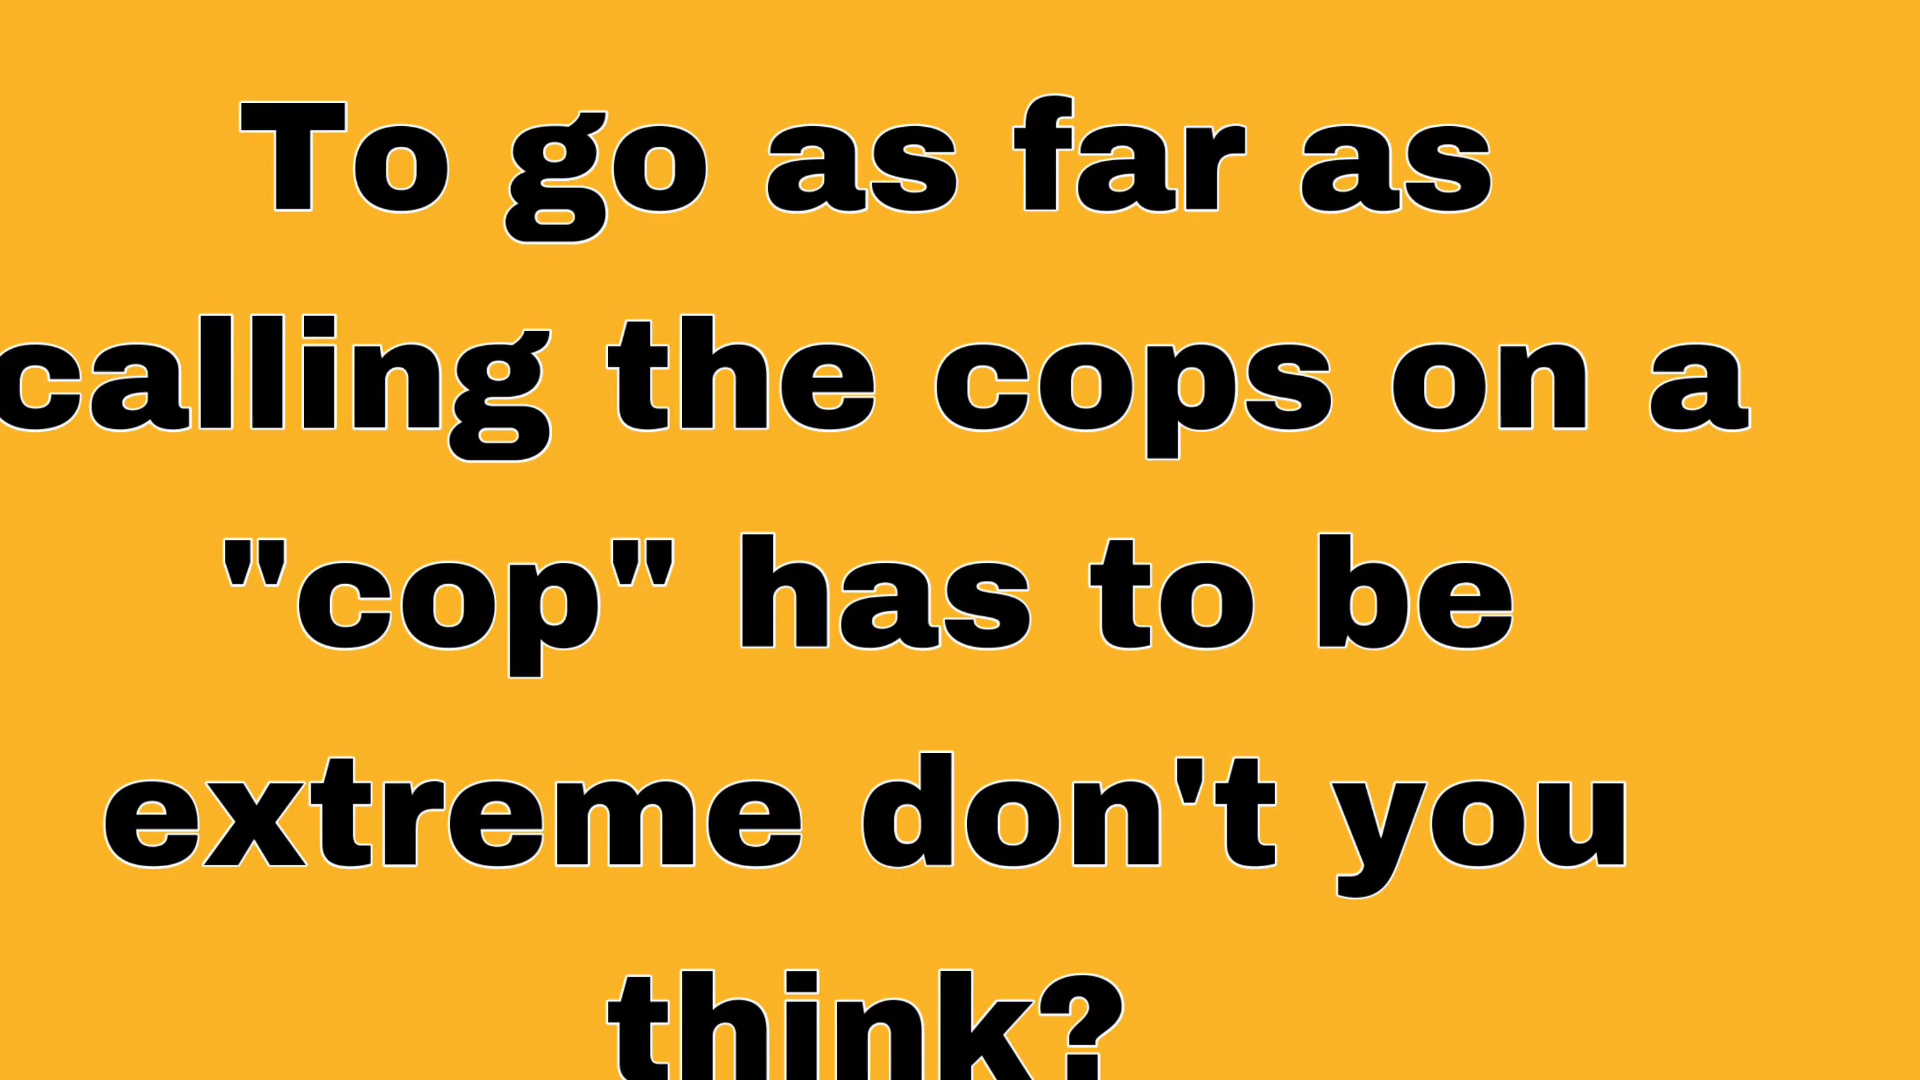 To go as far as
calling the cops on a
"cop" has to be
extreme don't you
think?